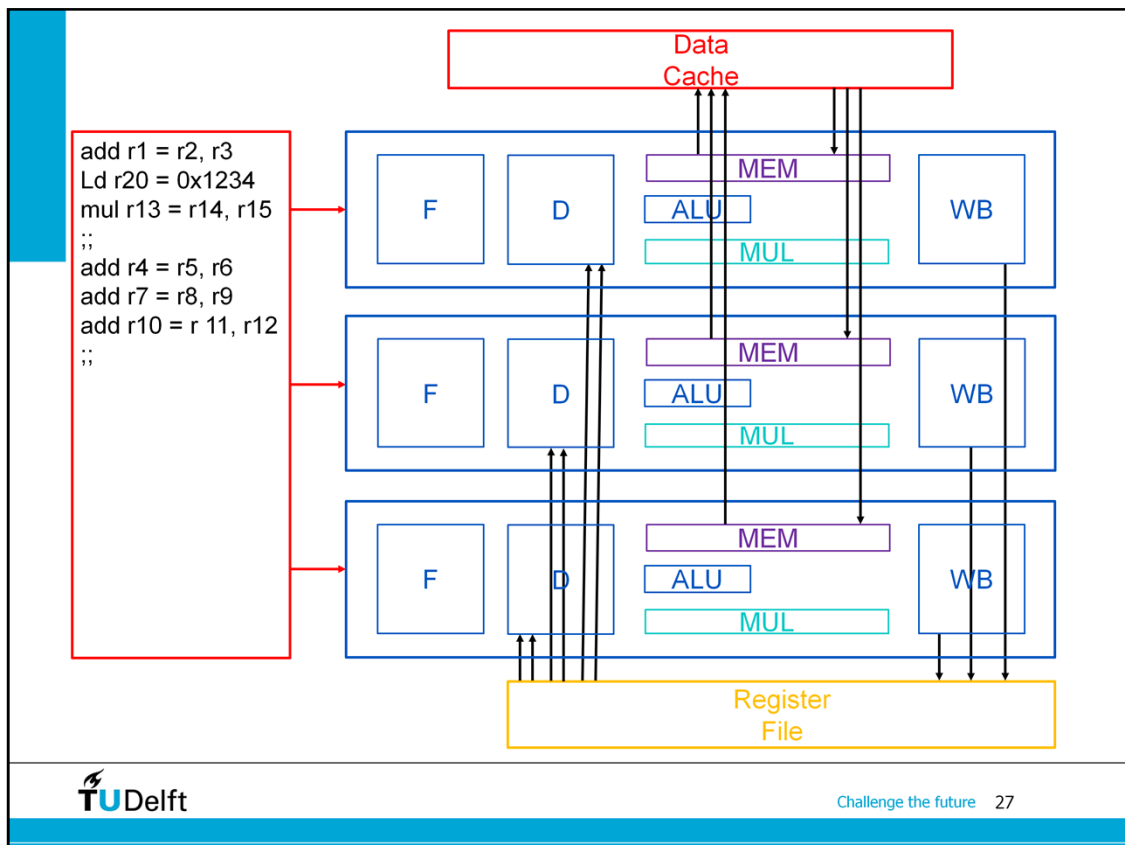 Data
Cache
add r1 = r2, r3
Ld r20 = 0x1234
mul r13 = r14, r15
;;
add r4 = r5, r6
add r7 = r8, r9
add r10 = r 11, r12
;;
F
D
MEM
ALU
MUL
WB
F
D
MEM
ALU
MUL
WB
F
D
MEM
ALU
MUL
WB
Register
File
TUDelft
Challenge the future 27